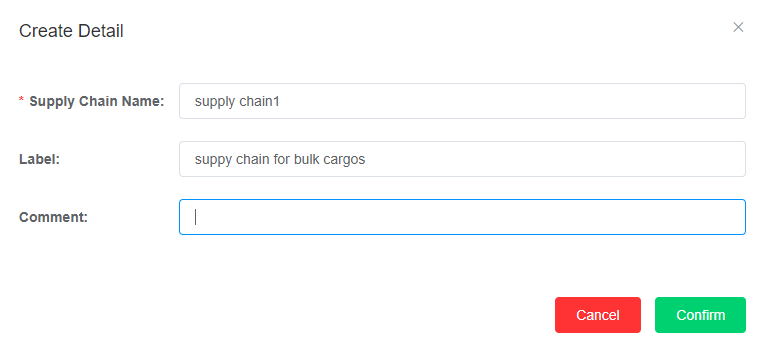 Create Detail
* Supply Chain Name: supply chain1
Label: suppy chain for bulk cargos
Comment:
Cancel Confirm